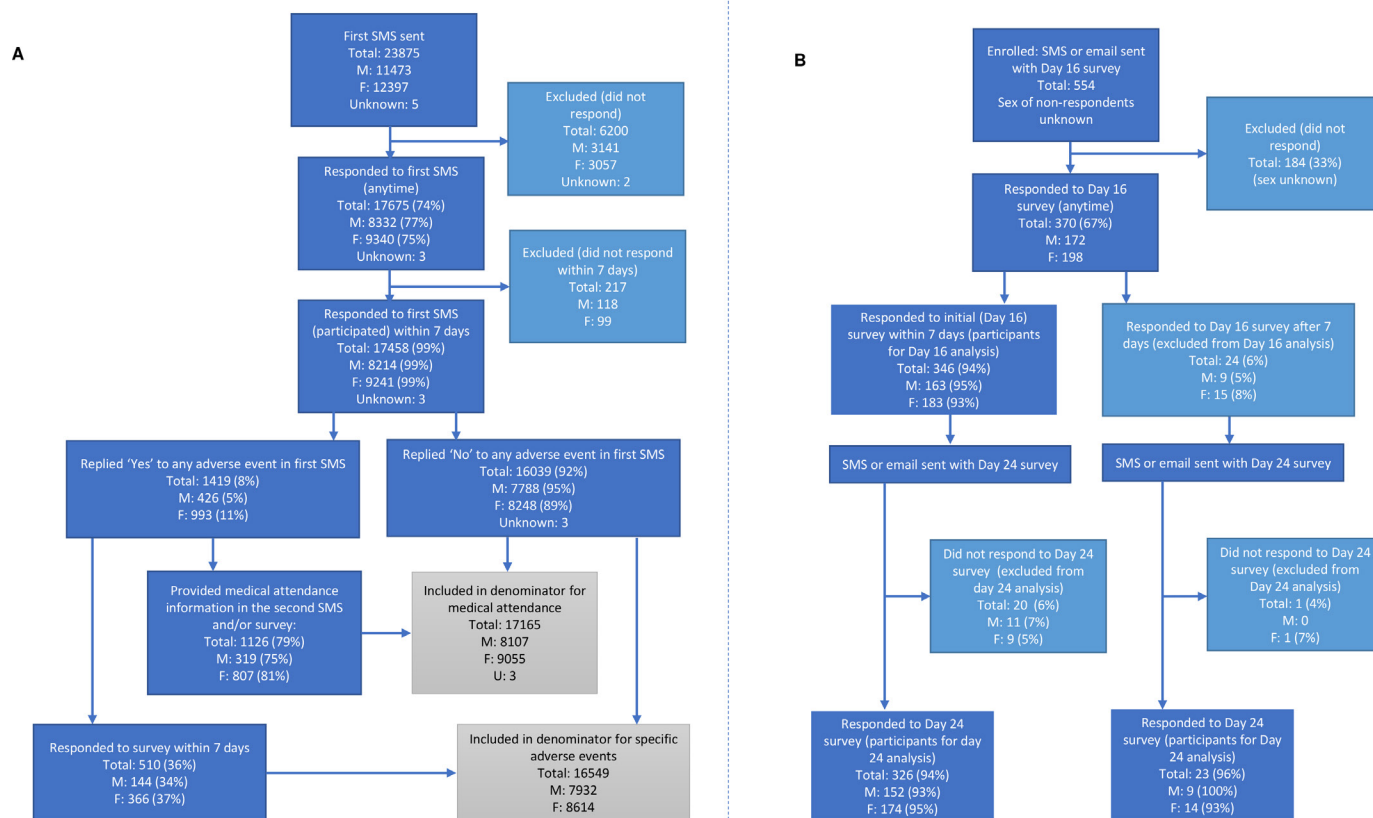 A
First SMS sent
Total: 23875
M: 11473
F: 12397
Unknown: 5
Excluded (did not
respond)
Total: 6200
M: 3141
F: 3057
Unknown: 2
Responded to first SMS
(anytime)
Total: 17675 (74%)
M: 8332 (77%)
F: 9340 (75%)
Unknown: 3
Excluded (did not respond
within 7 days)
Total: 217
M: 118
F: 99
Responded to first SMS
(participated) within 7 days
Total: 17458 (99%)
M: 8214 (99%)
F: 9241 (99%)
Unknown: 3
Replied ‘Yes’ to any adverse event in first SMS
Total: 1419 (8%)
M: 426 (5%)
F: 993 (11%)
Replied ‘No’ to any adverse event in first SMS
Total: 16039 (92%)
M: 7788 (95%)
F: 8248 (89%)
Unknown: 3
Provided medical attendance
information in the second SMS
and/or survey:
Total: 1126 (79%)
M: 319 (75%)
F: 807 (81%)
Included in denominator for
medical attendance
Total: 17165
M: 8107
F: 9055
U: 3
Responded to survey within 7 days
Total: 510 (36%)
M: 144 (34%)
F: 366 (37%)
Included in denominator for specific
adverse events
Total: 16549
M: 7932
F: 8614
B
Enrolled: SMS or email sent
with Day 16 survey
Total: 554
Sex of non-respondents
unknown
Excluded (did not
respond)
Total: 184 (33%)
(sex unknown)
Responded to Day 16
survey (anytime)
Total: 370 (67%)
M: 172
F: 198
Responded to initial (Day 16)
survey within 7 days (participants
for Day 16 analysis)
Total: 346 (94%)
M: 163 (95%)
F: 183 (93%)
Responded to Day 16 survey after 7
days (excluded from Day 16 analysis)
Total: 24 (6%)
M: 9 (5%)
F: 15 (8%)
SMS or email sent with Day 24 survey
SMS or email sent with Day 24 survey
Did not respond to Day 24
survey (excluded from
day 24 analysis)
Total: 20 (6%)
M: 11 (7%)
F: 9 (5%)
Did not respond to Day 24
survey (excluded from
Day 24 analysis)
Total: 1 (4%)
M: 0
F: 1 (7%)
Responded to Day 24
survey (participants for day
24 analysis)
Total: 326 (94%)
M: 152 (93%)
F: 174 (95%)
Responded to Day 24
survey (participants for Day
24 analysis)
Total: 23 (96%)
M: 9 (100%)
F: 14 (93%)